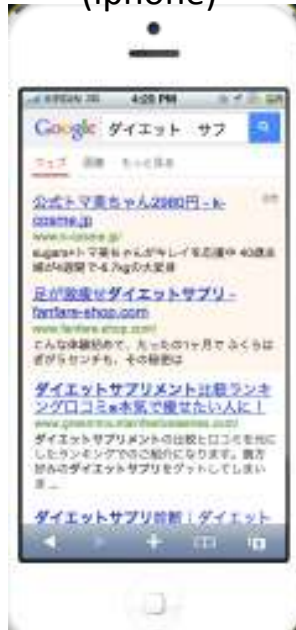 (iphone)
4:20 PM
Google ダイエット サプ
ウェブ 画像 もっと見る
公式トマ美ちゃん2980円 - k-
cosme.jp
www.k-cosme.jp/
足が激痩せダイエットサプリ -
fanfare-shop.com
www.fanfare-shop.com/
こんな体験初めて、たったの1ヶ月で ふくらは
ぎが5センチも、その秘密は
ダイエットサプリメント比較ランキ
ング口コミ※本気で痩せたい人に！
ダイエットサプリメントの比較と口コミを元に
したランキングでのご紹介になります。貴方
好みのダイエットサプリをゲットしてしまい
ま ...
ダイエットサプリ診断｜ダイエット